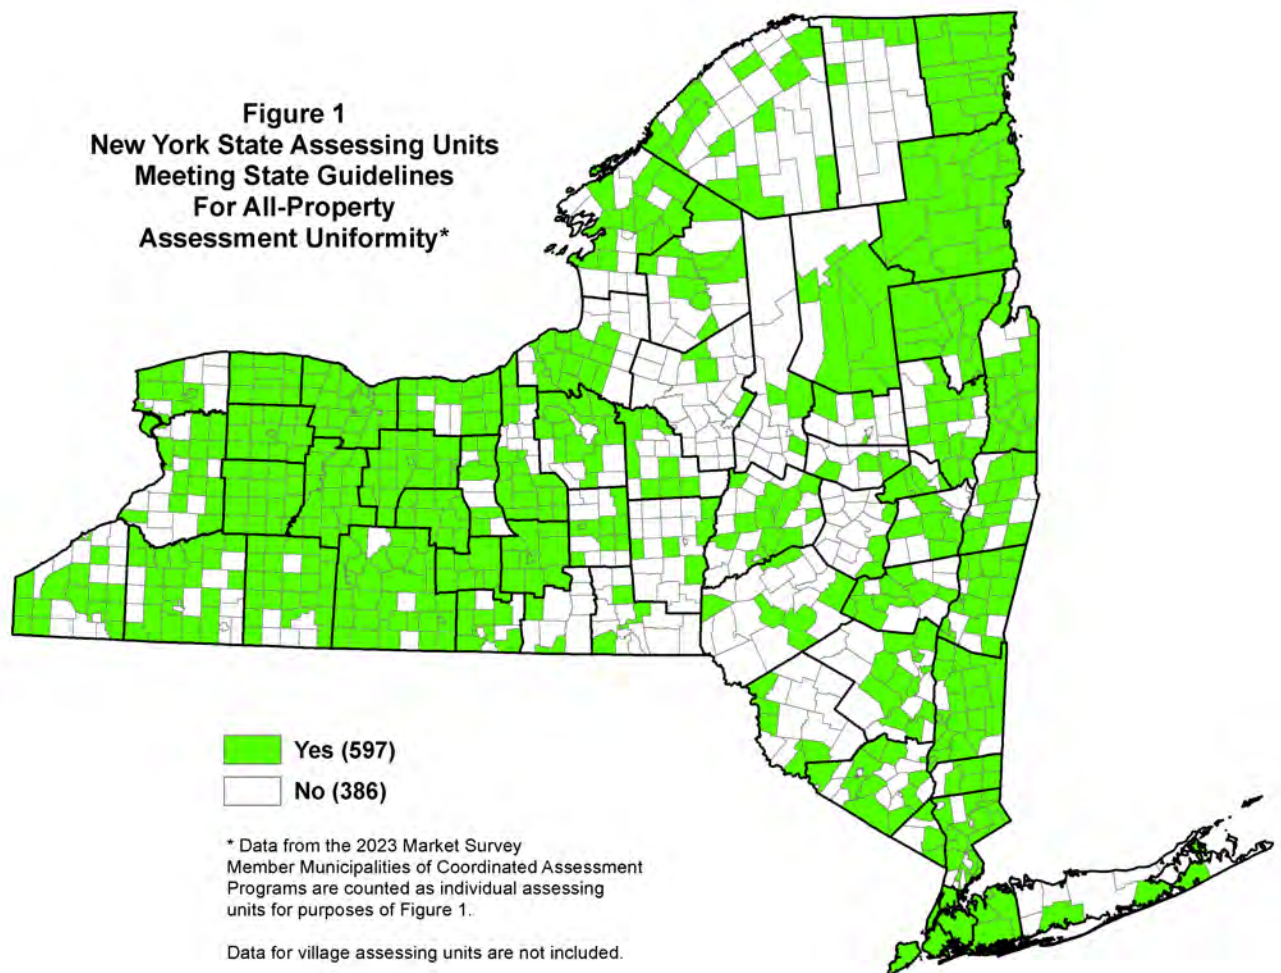 Figure 1
New York State Assessing Units
Meeting State Guidelines
For All-Property
Assessment Uniformity*
Yes (597)
No (386)
* Data from the 2023 Market Survey
Member Municipalities of Coordinated Assessment
Programs are counted as individual assessing
units for purposes of Figure 1.
Data for village assessing units are not included.